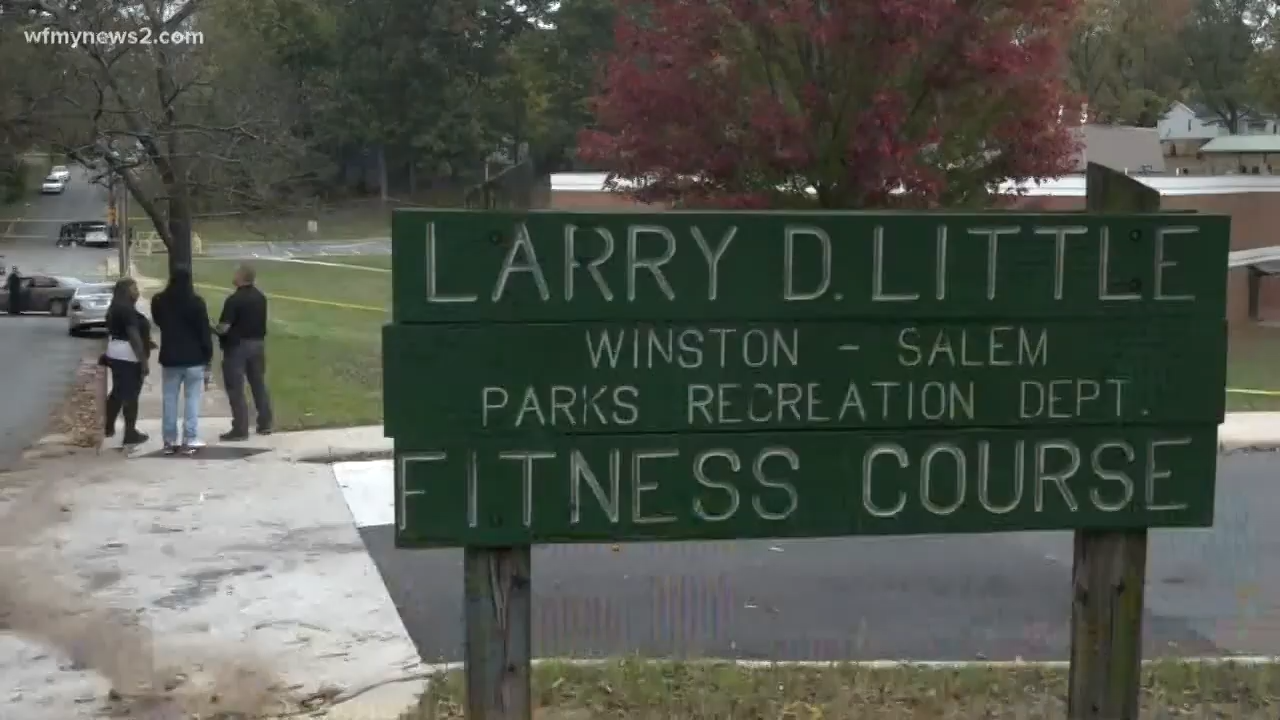 wfmynews2.com
LARRY D. LITTLE
WINSTON - SALEM
PARKS RECREATION DEPT.
FITNESS COURSE